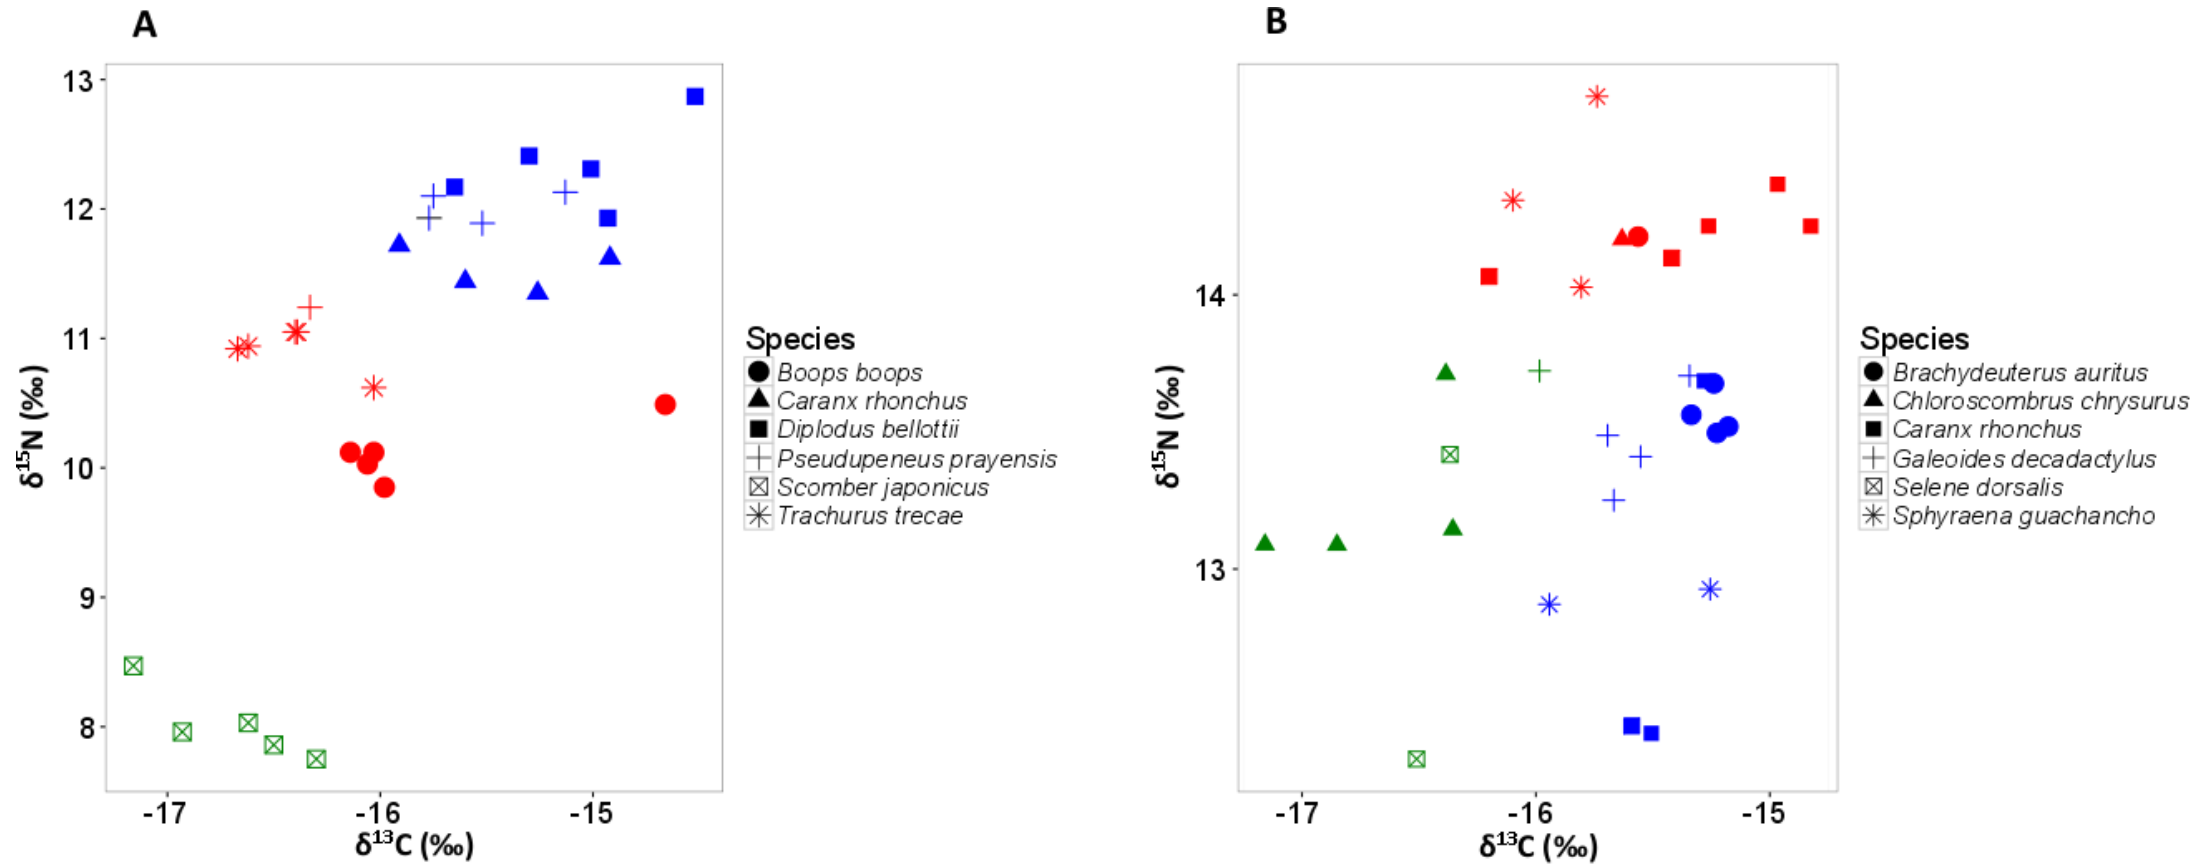 A
13
12
11
10
9
8
δ15N (‰)
-17
-16
-15
δ13C (‰)
Species
Boops boops
Caranx rhonchus
Diplodus bellottii
Pseudupeneus prayensis
Scomber japonicus
Trachurus trecae
B
14
13
δ15N (‰)
-17
-16
-15
δ13C (‰)
Species
Brachydeuterus auritus
Chloroscombrus chrysurus
Caranx rhonchus
Galeoides decadactylus
Selene dorsalis
Sphyraena guachancho